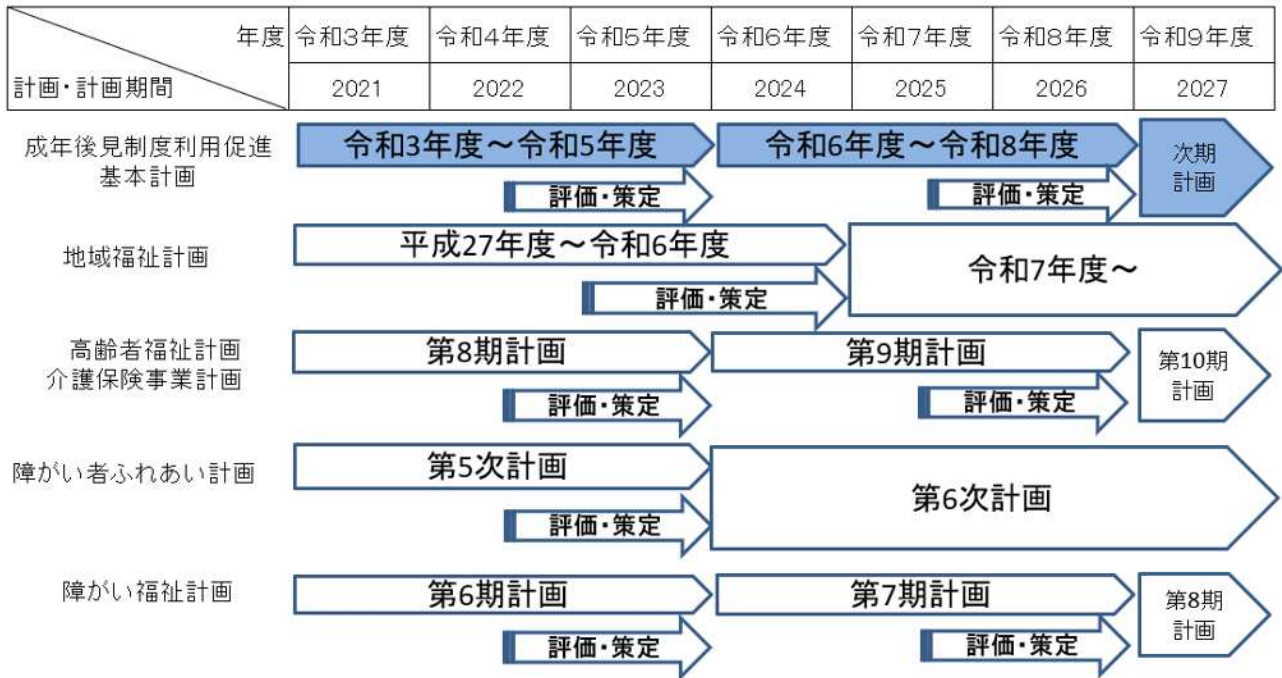 年度 令和3年度 令和4年度 令和5年度 令和6年度 令和7年度 令和8年度 令和9年度
計画・計画期間 2021 2022 2023 2024 2025 2026 2027
成年後見制度利用促進
基本計画
令和3年度～令和5年度
令和6年度～令和8年度
次期
計画
評価・策定
評価・策定
地域福祉計画
平成27年度～令和6年度
令和7年度～
評価・策定
高齢者福祉計画
介護保険事業計画
第8期計画
第9期計画
第10期
計画
評価・策定
評価・策定
障がい者ふれあい計画
第5次計画
第6次計画
評価・策定
障がい福祉計画
第6期計画
第7期計画
第8期
計画
評価・策定
評価・策定